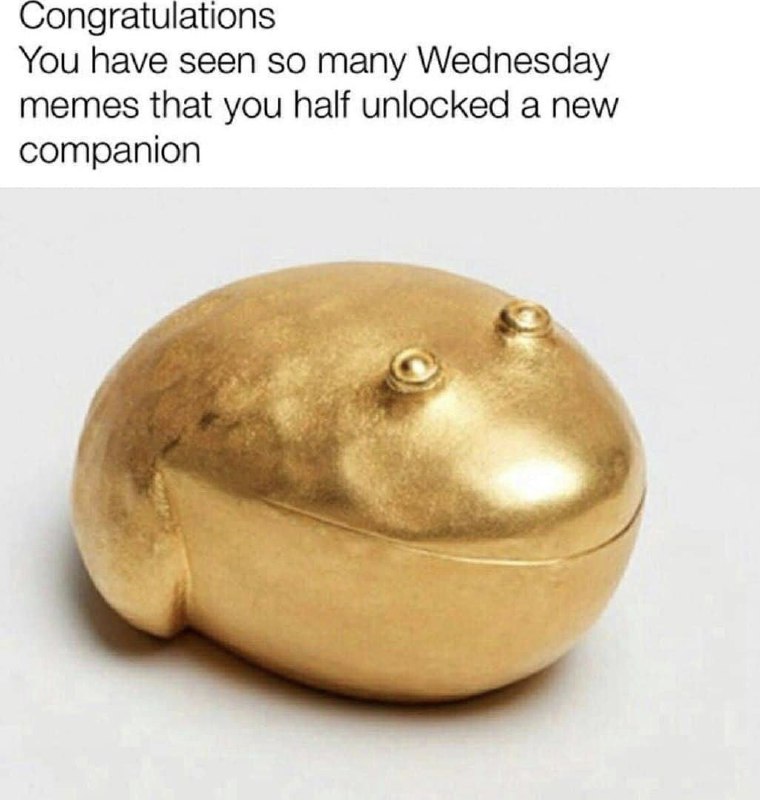 Congratulations
You have seen so many Wednesday
memes that you half unlocked a new
companion